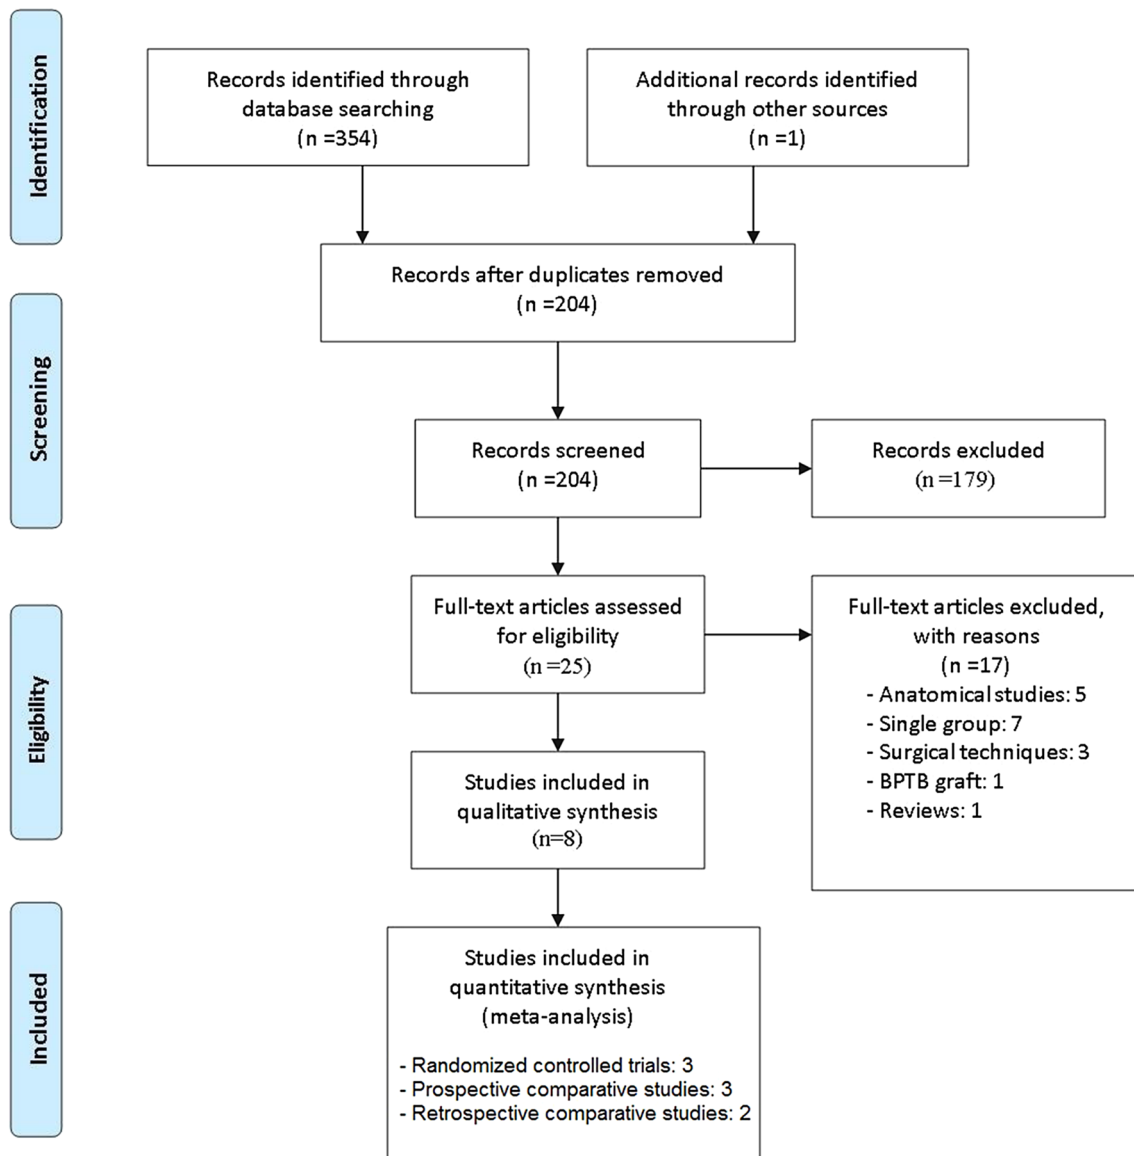 Identification
Records identified through
database searching
(n =354)
Additional records identified
through other sources
(n =1)
Records after duplicates removed
(n =204)
Screening
Records screened
(n =204)
Records excluded
(n =179)
Eligibility
Full-text articles assessed
for eligibility
(n =25)
Full-text articles excluded,
with reasons
(n =17)
- Anatomical studies: 5
- Single group: 7
- Surgical techniques: 3
- BPTB graft: 1
- Reviews: 1
Studies included in
qualitative synthesis
(n=8)
Included
Studies included in
quantitative synthesis
(meta-analysis)
- Randomized controlled trials: 3
- Prospective comparative studies: 3
- Retrospective comparative studies: 2